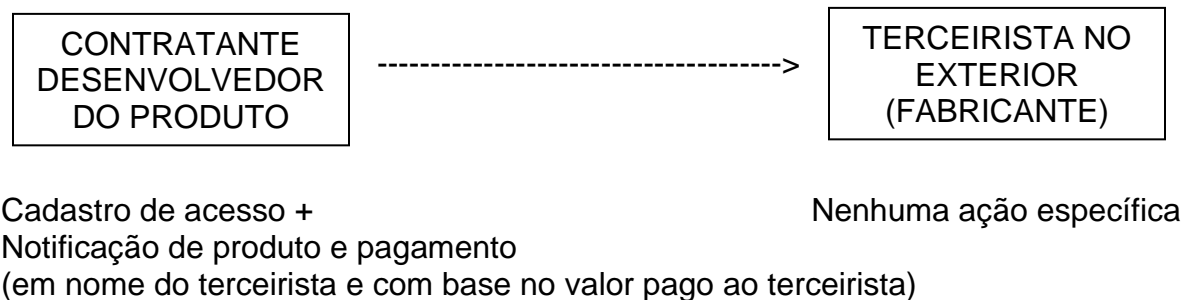 CONTRATANTE
DESENVOLVEDOR
DO PRODUTO
------------------------------------->
TERCEIRISTA NO
EXTERIOR
(FABRICANTE)
Cadastro de acesso +
Notificação de produto e pagamento
(em nome do terceirista e com base no valor pago ao terceirista)
Nenhuma ação específica